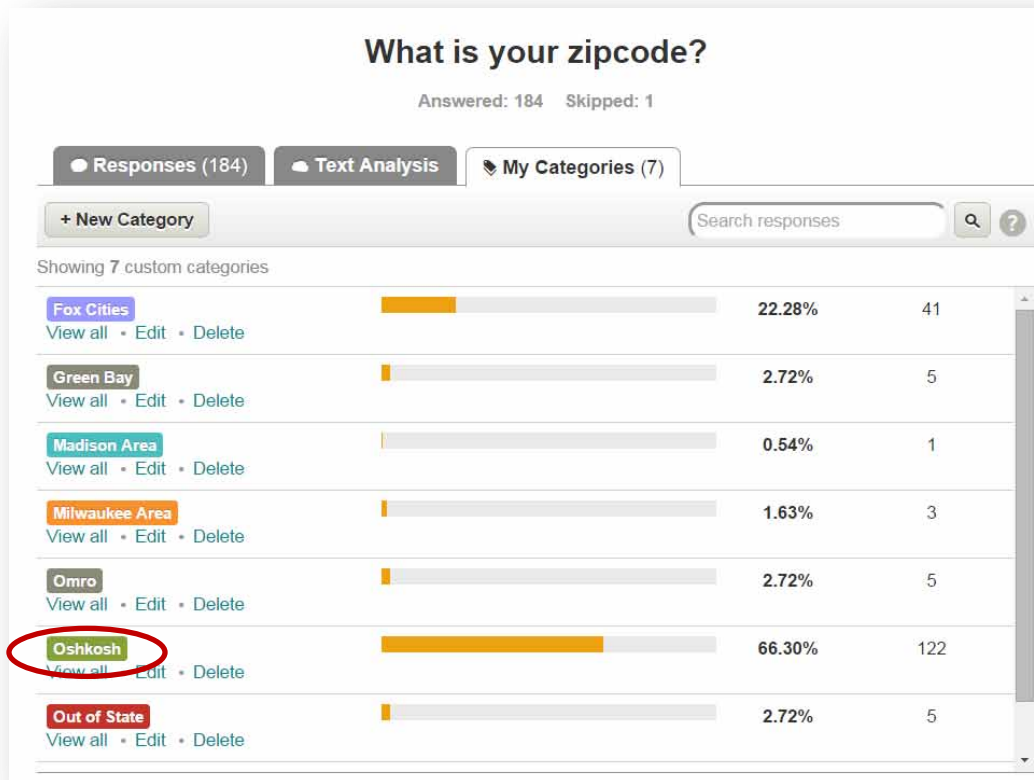 What is your zipcode?
Answered: 184 Skipped: 1
Responses (184) Text Analysis My Categories (7)
+ New Category Search responses ?
Showing 7 custom categories
Fox Cities 22.28% 41
View all • Edit • Delete
Green Bay 2.72% 5
View all • Edit • Delete
Madison Area 0.54% 1
View all • Edit • Delete
Milwaukee Area 1.63% 3
View all • Edit • Delete
Omro 2.72% 5
View all • Edit • Delete
Oshkosh 66.30% 122
View all • Edit • Delete
Out of State 2.72% 5
View all • Edit • Delete